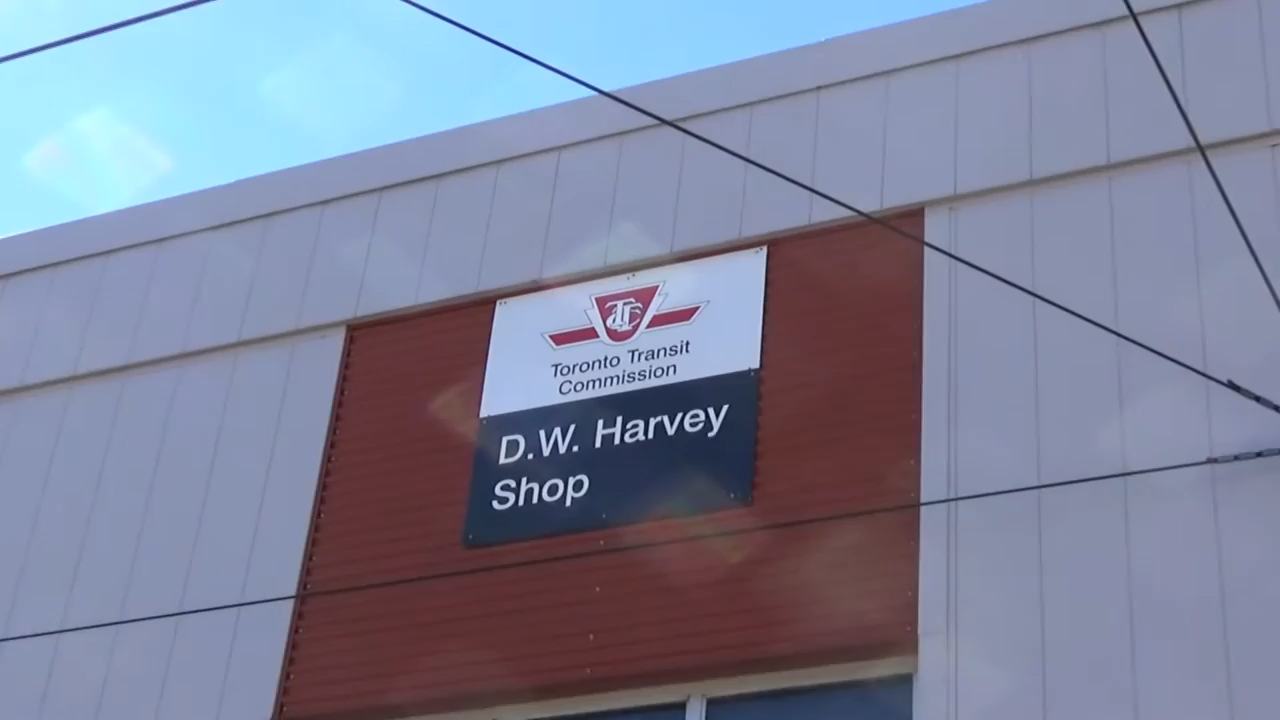 TTC
Toronto Transit
Commission
D.W. Harvey
Shop